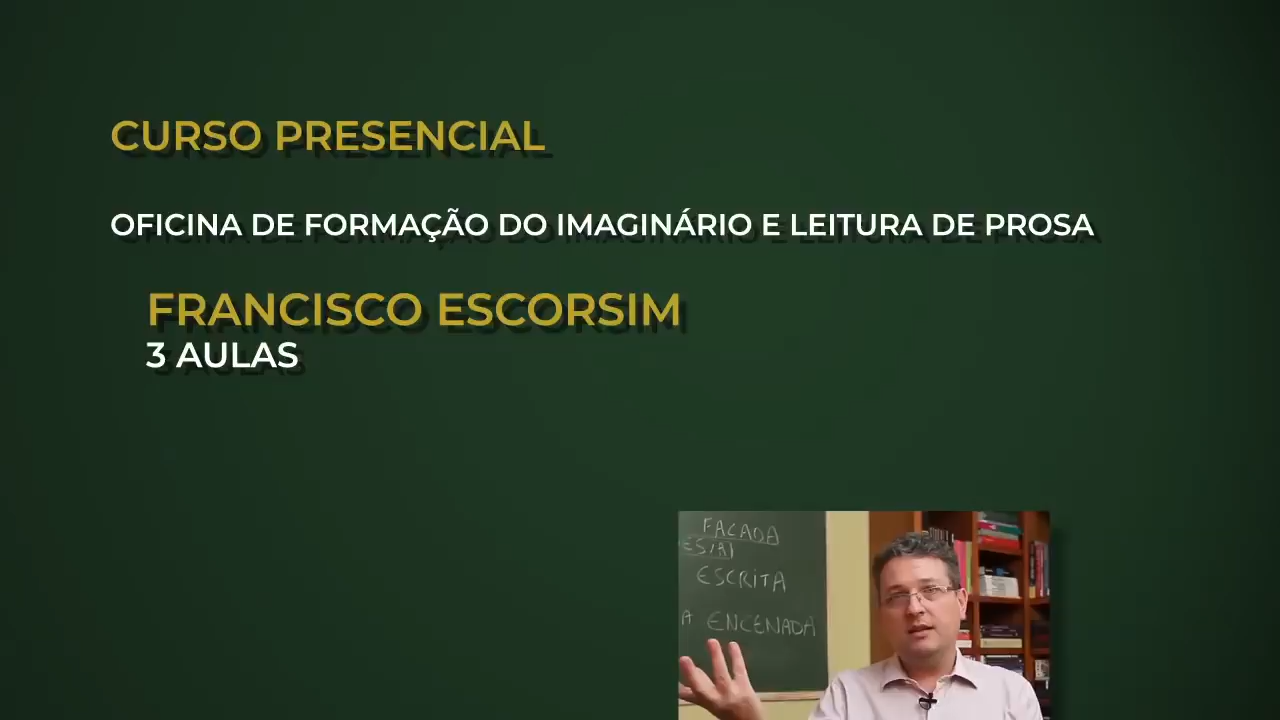 CURSO PRESENCIAL
OFICINA DE FORMAÇÃO DO IMAGINÁRIO E LEITURA DE PROSA
FRANCISCO ESCORSIM
3 AULAS
FACADA
ESCRITA
A ENCENADA